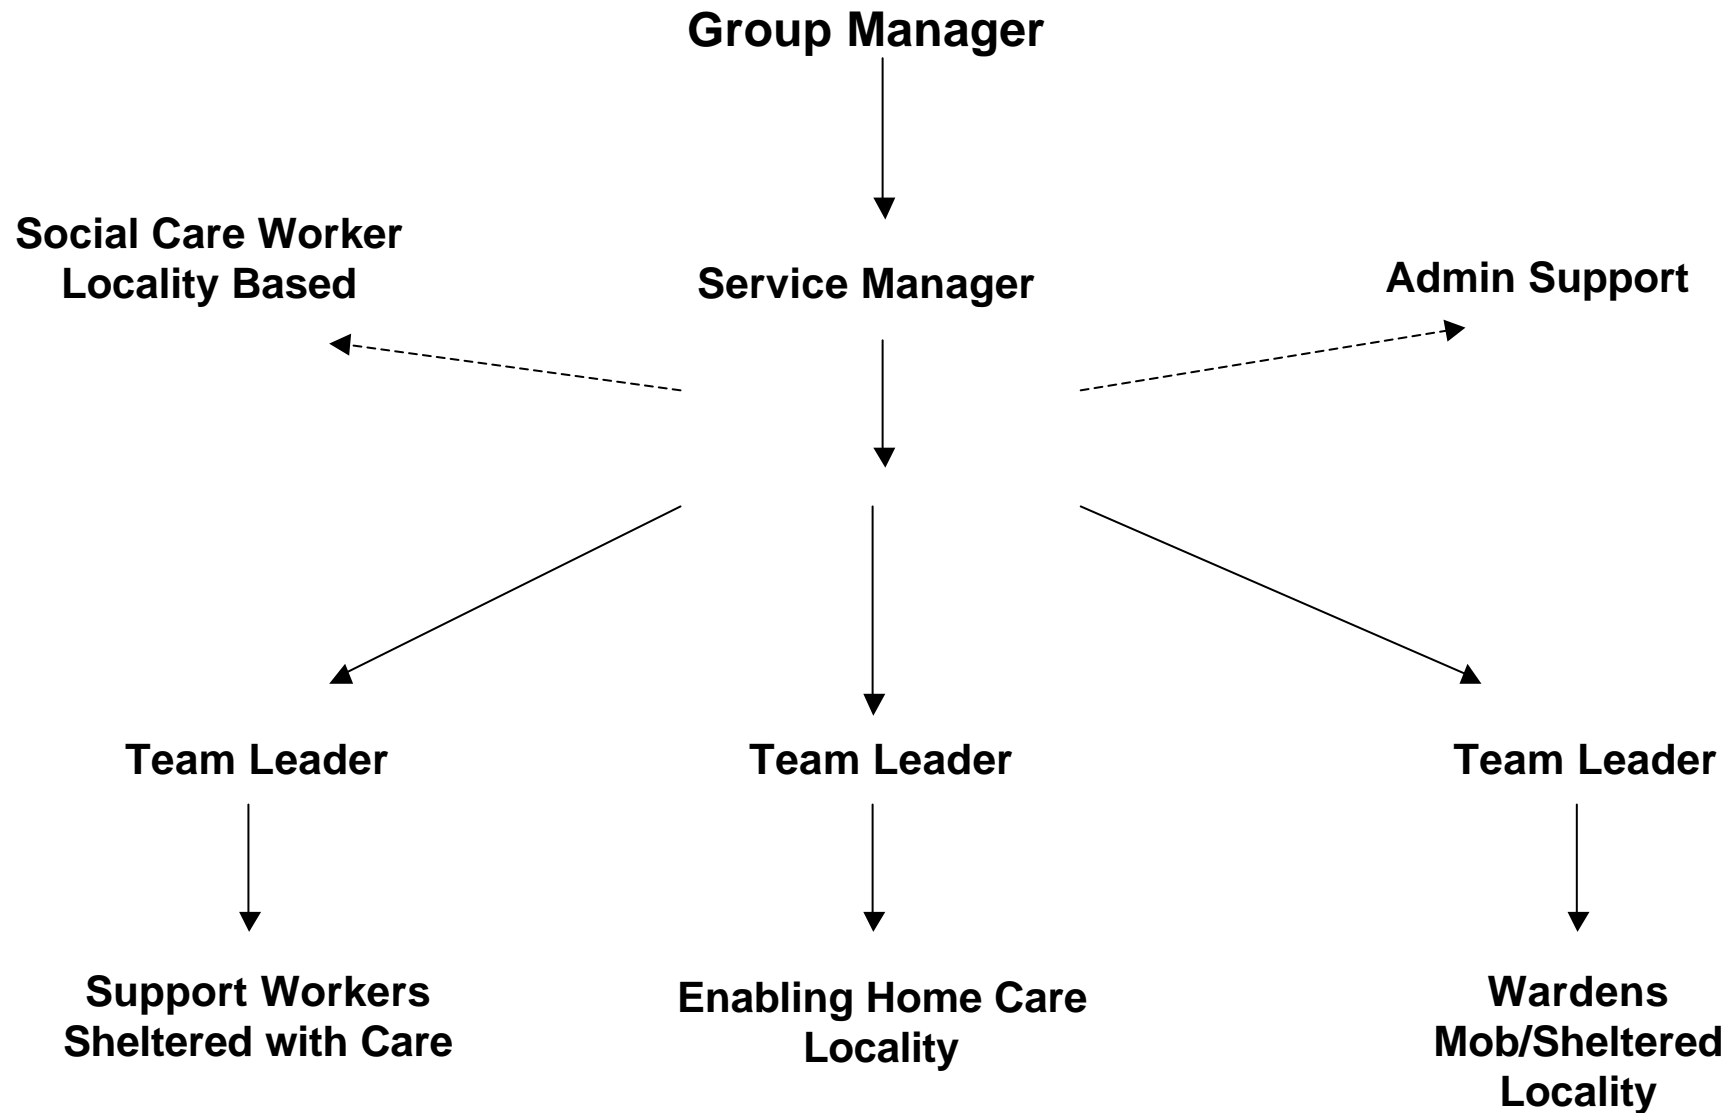 Group Manager
Social Care Worker
Locality Based
Service Manager
Admin Support
Team Leader
Team Leader
Team Leader
Support Workers
Sheltered with Care
Enabling Home Care
Locality
Wardens
Mob/Sheltered
Locality